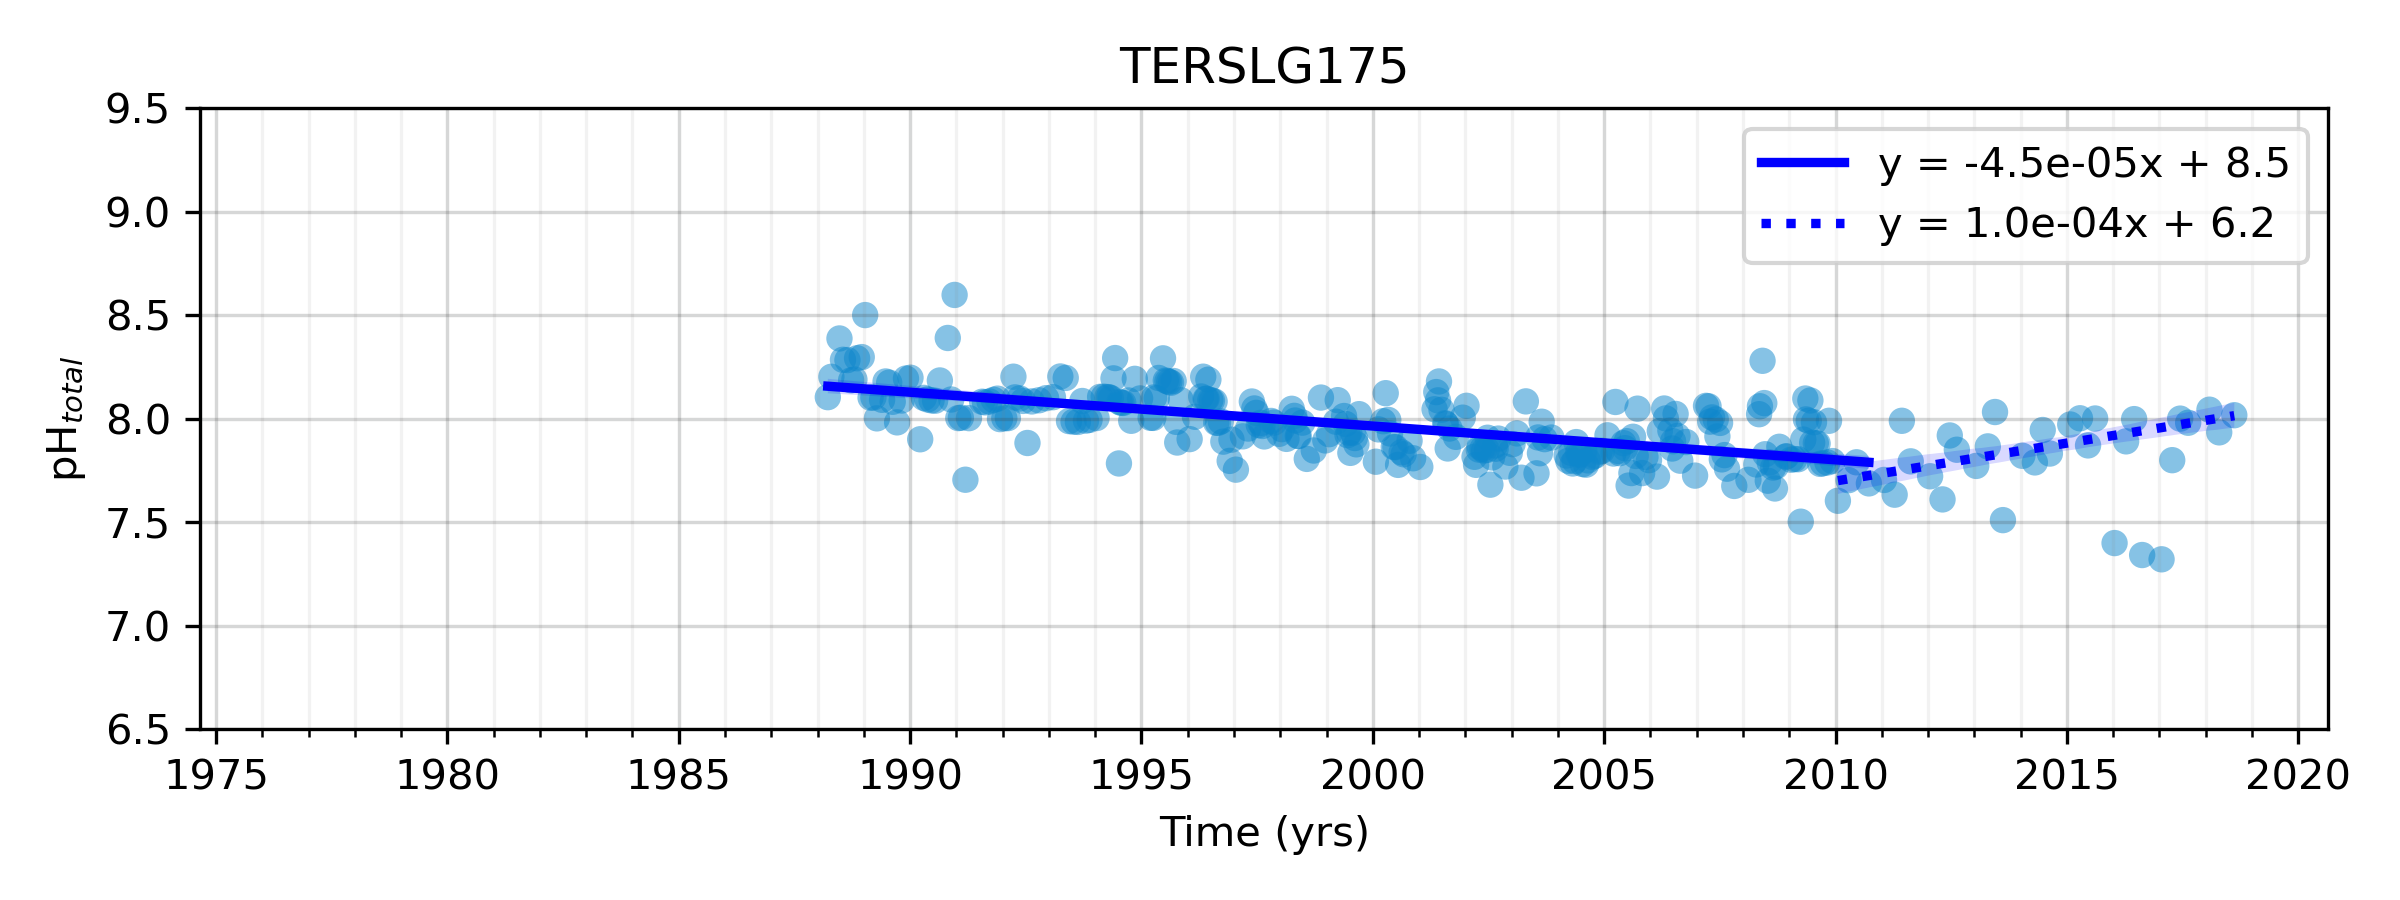 TERSLG175
9.5
9.0
8.5
8.0
7.5
7.0
6.5
pH_total
y = -4.5e-05x + 8.5
y = 1.0e-04x + 6.2
1975 1980 1985 1990 1995 2000 2005 2010 2015 2020
Time (yrs)